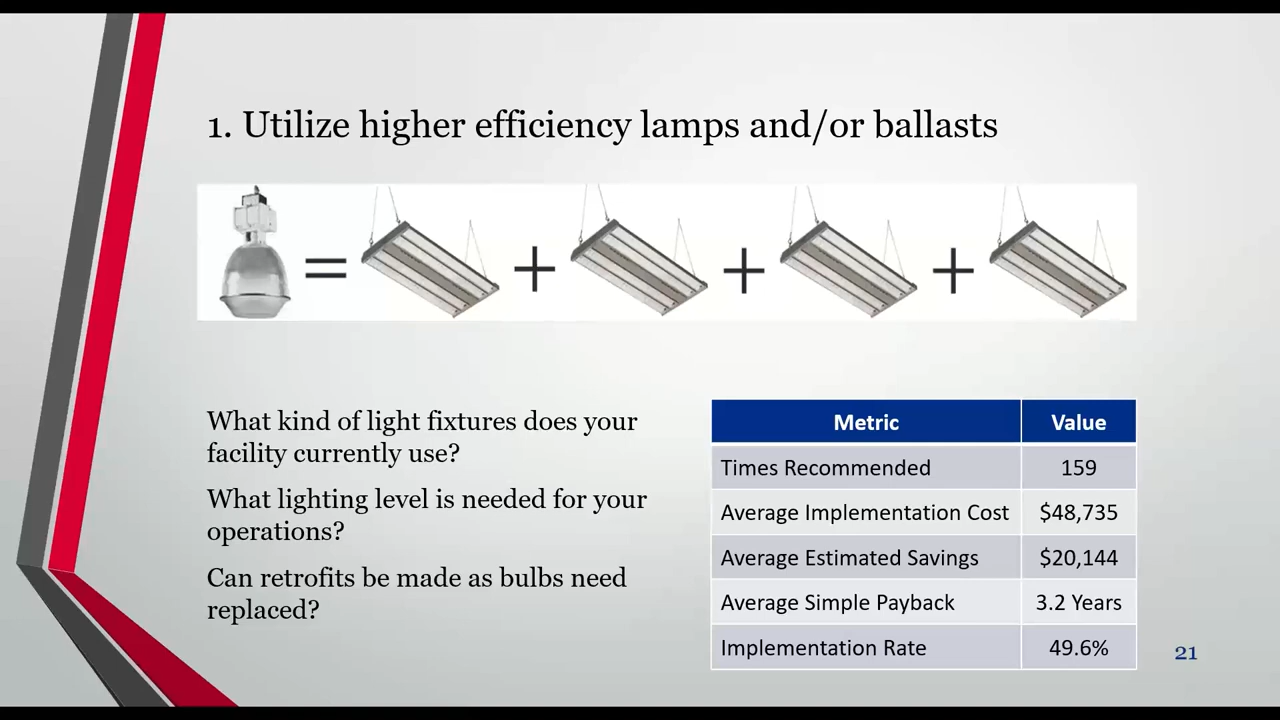 1. Utilize higher efficiency lamps and/or ballasts
= + + +
What kind of light fixtures does your
facility currently use?
What lighting level is needed for your
operations?
Can retrofits be made as bulbs need
replaced?
Metric Value
Times Recommended 159
Average Implementation Cost $48,735
Average Estimated Savings $20,144
Average Simple Payback 3.2 Years
Implementation Rate 49.6%
21